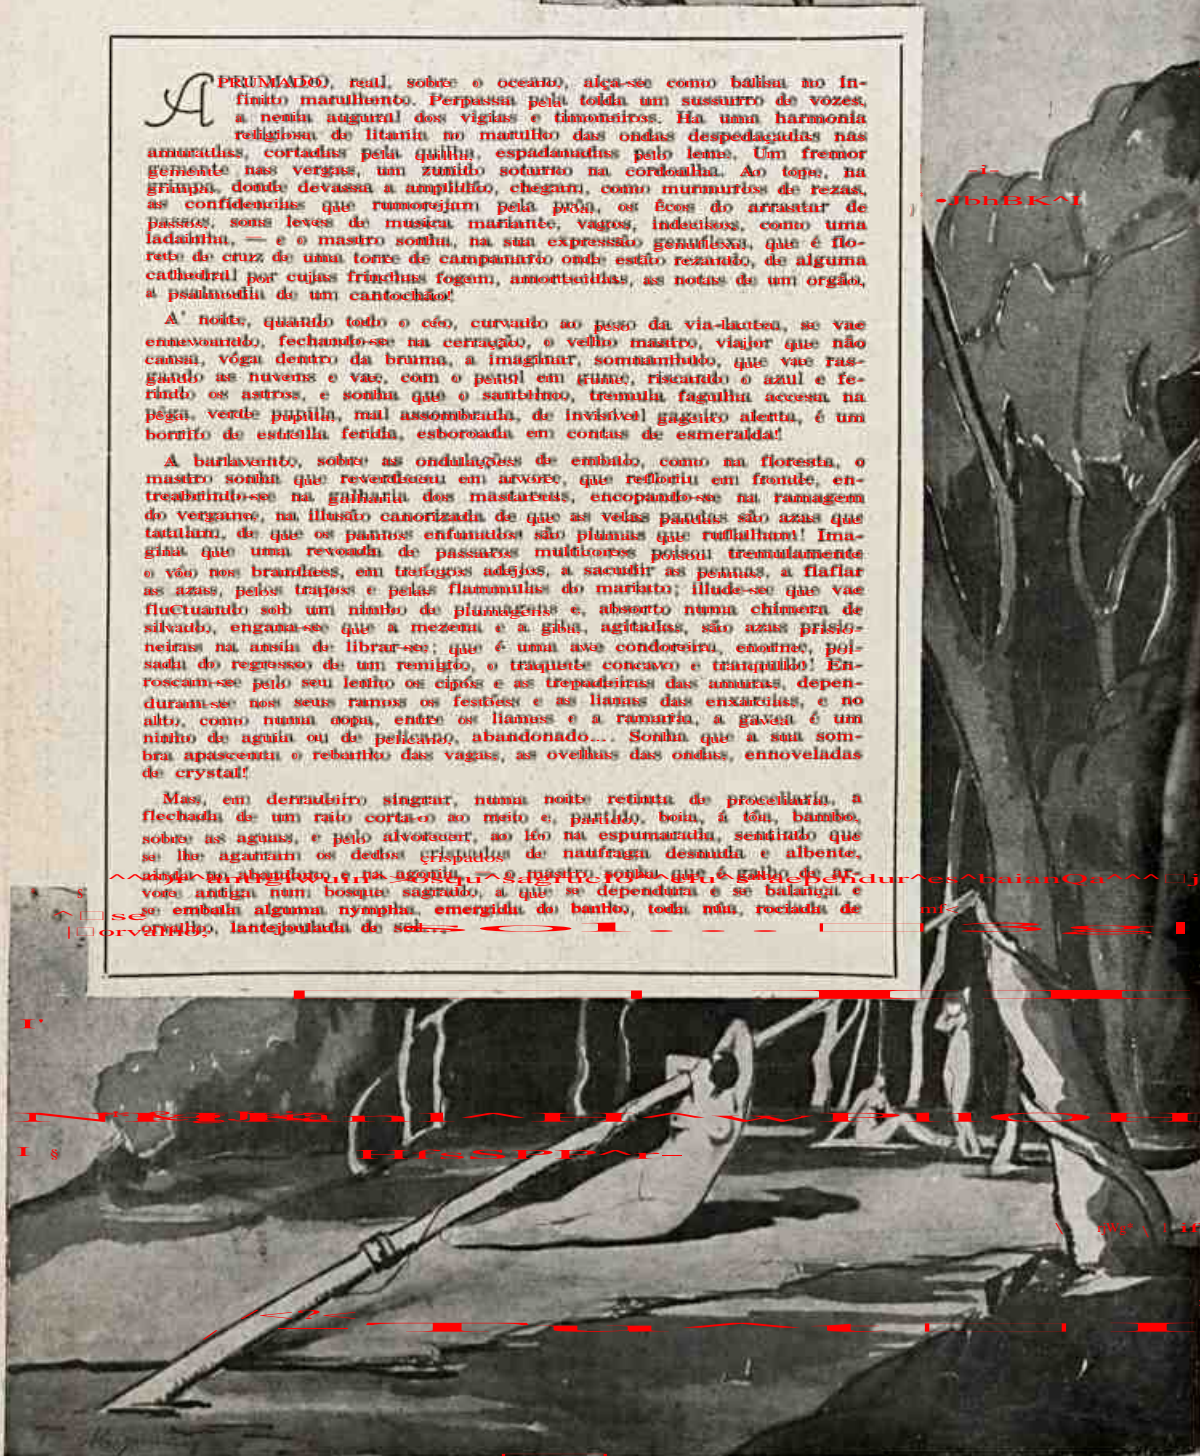 APRUMADO, real, sobre o oceano, alça-se como balisa no in-
finito marulhento. Perpassa pela tolda um sussurro de vozes,
a nenia augural dos vigias e timoneiros. Ha uma harmonia
religiosa de litania no marulho das ondas despedaçadas nas
amuradas, cortadas pela quilha, espadanadas pelo leme. Um fremor
gemente nas vergas, um zunido soturno na cordoalha. Ao tope, na
grimpa, donde devassa a amplidão, chegam, como murmurios de rezas,
as confidencias que rumorejam pela prôa, os êcos do arrastar de
passos, sons leves de musica mariante, vagos, indecisos, como uma
ladainha, — e o mastro sonha, na sua expressão genuflexa, que é flo-
rete de cruz de uma torre de campanario onde estão rezando, de alguma
cathedral por cujas frinchas fogem, amortecidas, as notas de um orgão,
a psalmodia de um cantochão!
A' noite, quando todo o céo, curvado ao peso da via-lactea, se vae
ennevoando, fechando-se na cerração, o velho mastro, viajor que não
cansa, vóga dentro da bruma, a imaginar, somnambulo, que vae ras-
gando as nuvens e vae, com o penol em gume, riscando o azul e fe-
rindo os astros, e sonha que o santelmo, tremula fagulha accesa na
pêga, verde pupilla, mal assombrada, de invisivel gageiro alerta, é um
borrifo de estrella ferida, esboroada em contas de esmeralda!
A barlavento, sobre as ondulações de embalo, como na floresta, o
mastro sonha que reverdeceu em arvore, que refloriu em fronde, en-
treabrindo-se na galharia dos mastareus, encopando-se na ramagem
do vergame, na illusão canorizada de que as velas pandas são azas que
tatalam, de que os pannos enfunados são plumas que ruflalham! Ima-
gina que uma revoada de passaros multicores poisou tremulamente
o vôo nos brandaes, em trefegos adejos, a sacudir as pennas, a flaflar
as azas, pelos trapos e pelas flammulas do mariato; illude-se que vae
fluctuando sob um nimbo de plumagens e, absorto numa chimera de
silvado, engana-se que a mezena e a giba, agitadas, são azas prisio-
neiras na ansia de librar-se; que é uma awe condoreira, enorme, poi-
sada do regresso de um remigio, o traquete concavo e tranquillo! En-
roscam-se pelo seu lenho os cipós e as trepadeiras das amuras, depen-
duram-se nos seus ramos os festões e as lianas das enxarcias, e no
alto, como numa copa, entre os liames e a ramaria, a gavea é um
ninho de aguia ou de pelicano, abandonado... Sonha que a sua som-
bra apascenta o rebanho das vagas, as ovelhas das ondas, ennoveladas
de crystal!
Mas, em derradeiro singrar, numa noite retinta de procellaria, a
flechada de um raio corta-o ao meio e, partido, boia, á tôa, bambo,
sobre as aguas, e pelo alvorecer, ao léo na espumarada, sentindo que
se lhe agarram os dedos crispados de naufraga desnuda e albente,
ainda no abandono e na agonia, — o mastro sonha que é galho de ar-
vore antiga num bosque sagrado, a que se dependura e se balança e
se embala alguma nympha, emergida do banho, toda núa, rociada de
orvalho, lantejoulada de sol...